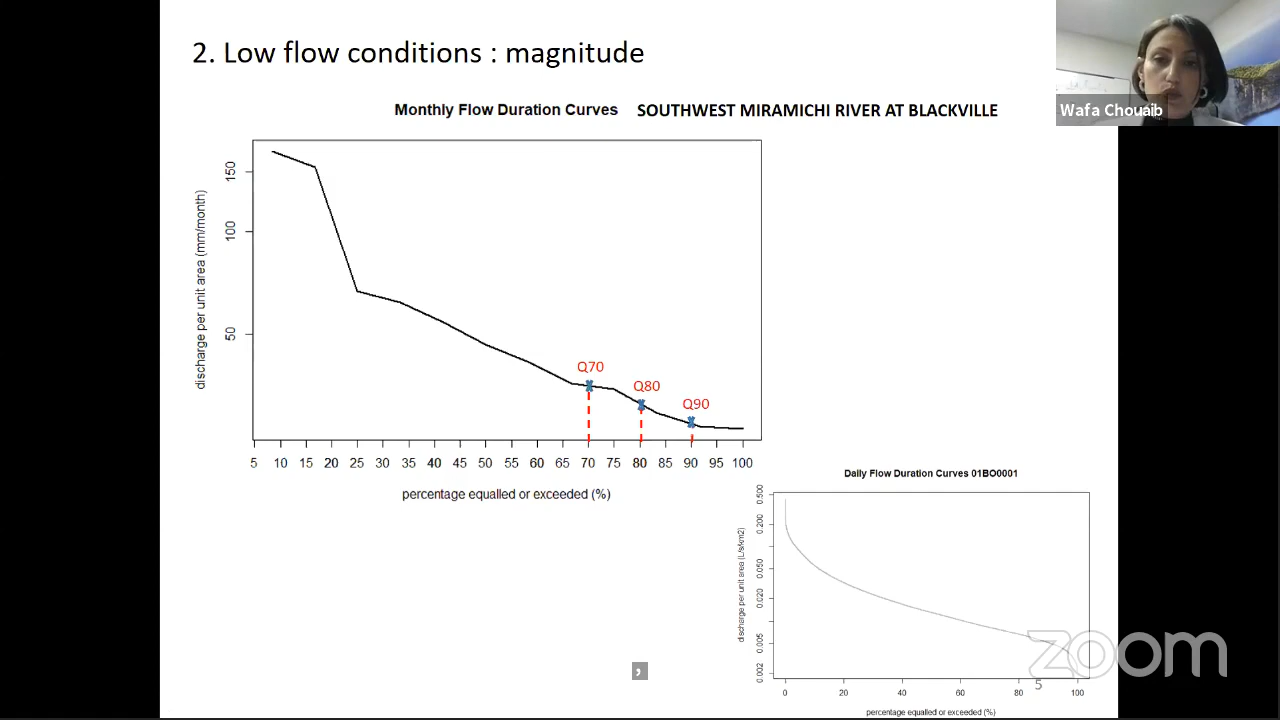 2. Low flow conditions : magnitude
Wafa Chouaib
Monthly Flow Duration Curves SOUTHWEST MIRAMICHI RIVER AT BLACKVILLE
discharge per unit area (mm/month)
150
100
50
Q70
Q80
Q90
5 10 15 20 25 30 35 40 45 50 55 60 65 70 75 80 85 90 95 100
percentage equalled or exceeded (%)
Daily Flow Duration Curves 01BO0001
discharge per unit area (L/s/km2)
0.500
0.200
0.050
0.020
0.005
0.002
0 20 40 60 80 100
percentage equalled or exceeded (%)
zoom
5
,